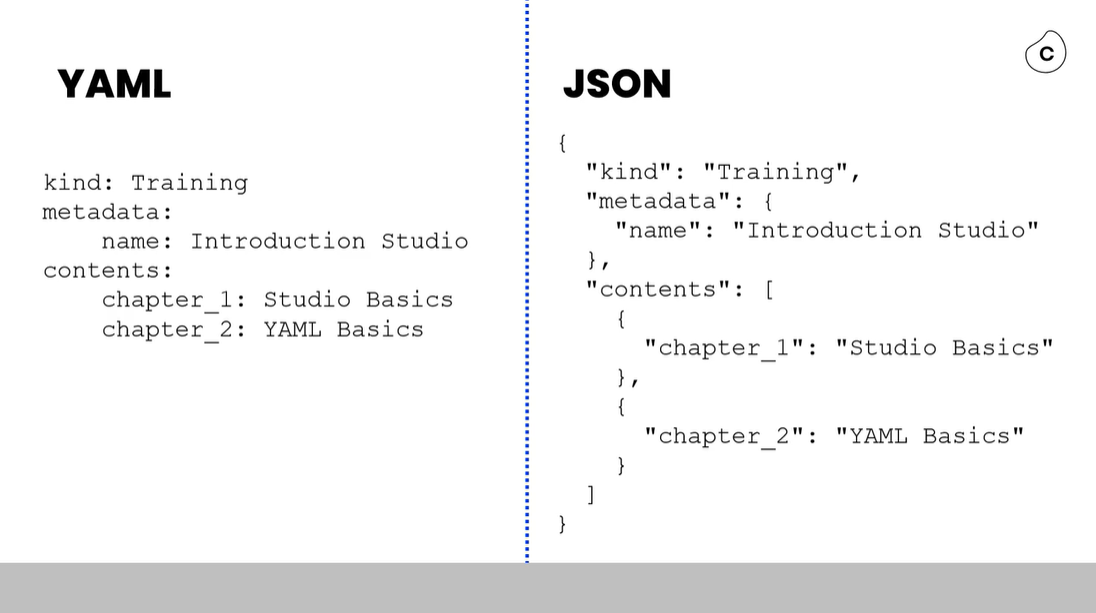 YAML
kind: Training
metadata:
    name: Introduction Studio
contents:
    chapter_1: Studio Basics
    chapter_2: YAML Basics
C
JSON
{
  "kind": "Training",
  "metadata": {
    "name": "Introduction Studio"
  },
  "contents": [
    {
      "chapter_1": "Studio Basics"
    },
    {
      "chapter_2": "YAML Basics"
    }
  ]
}